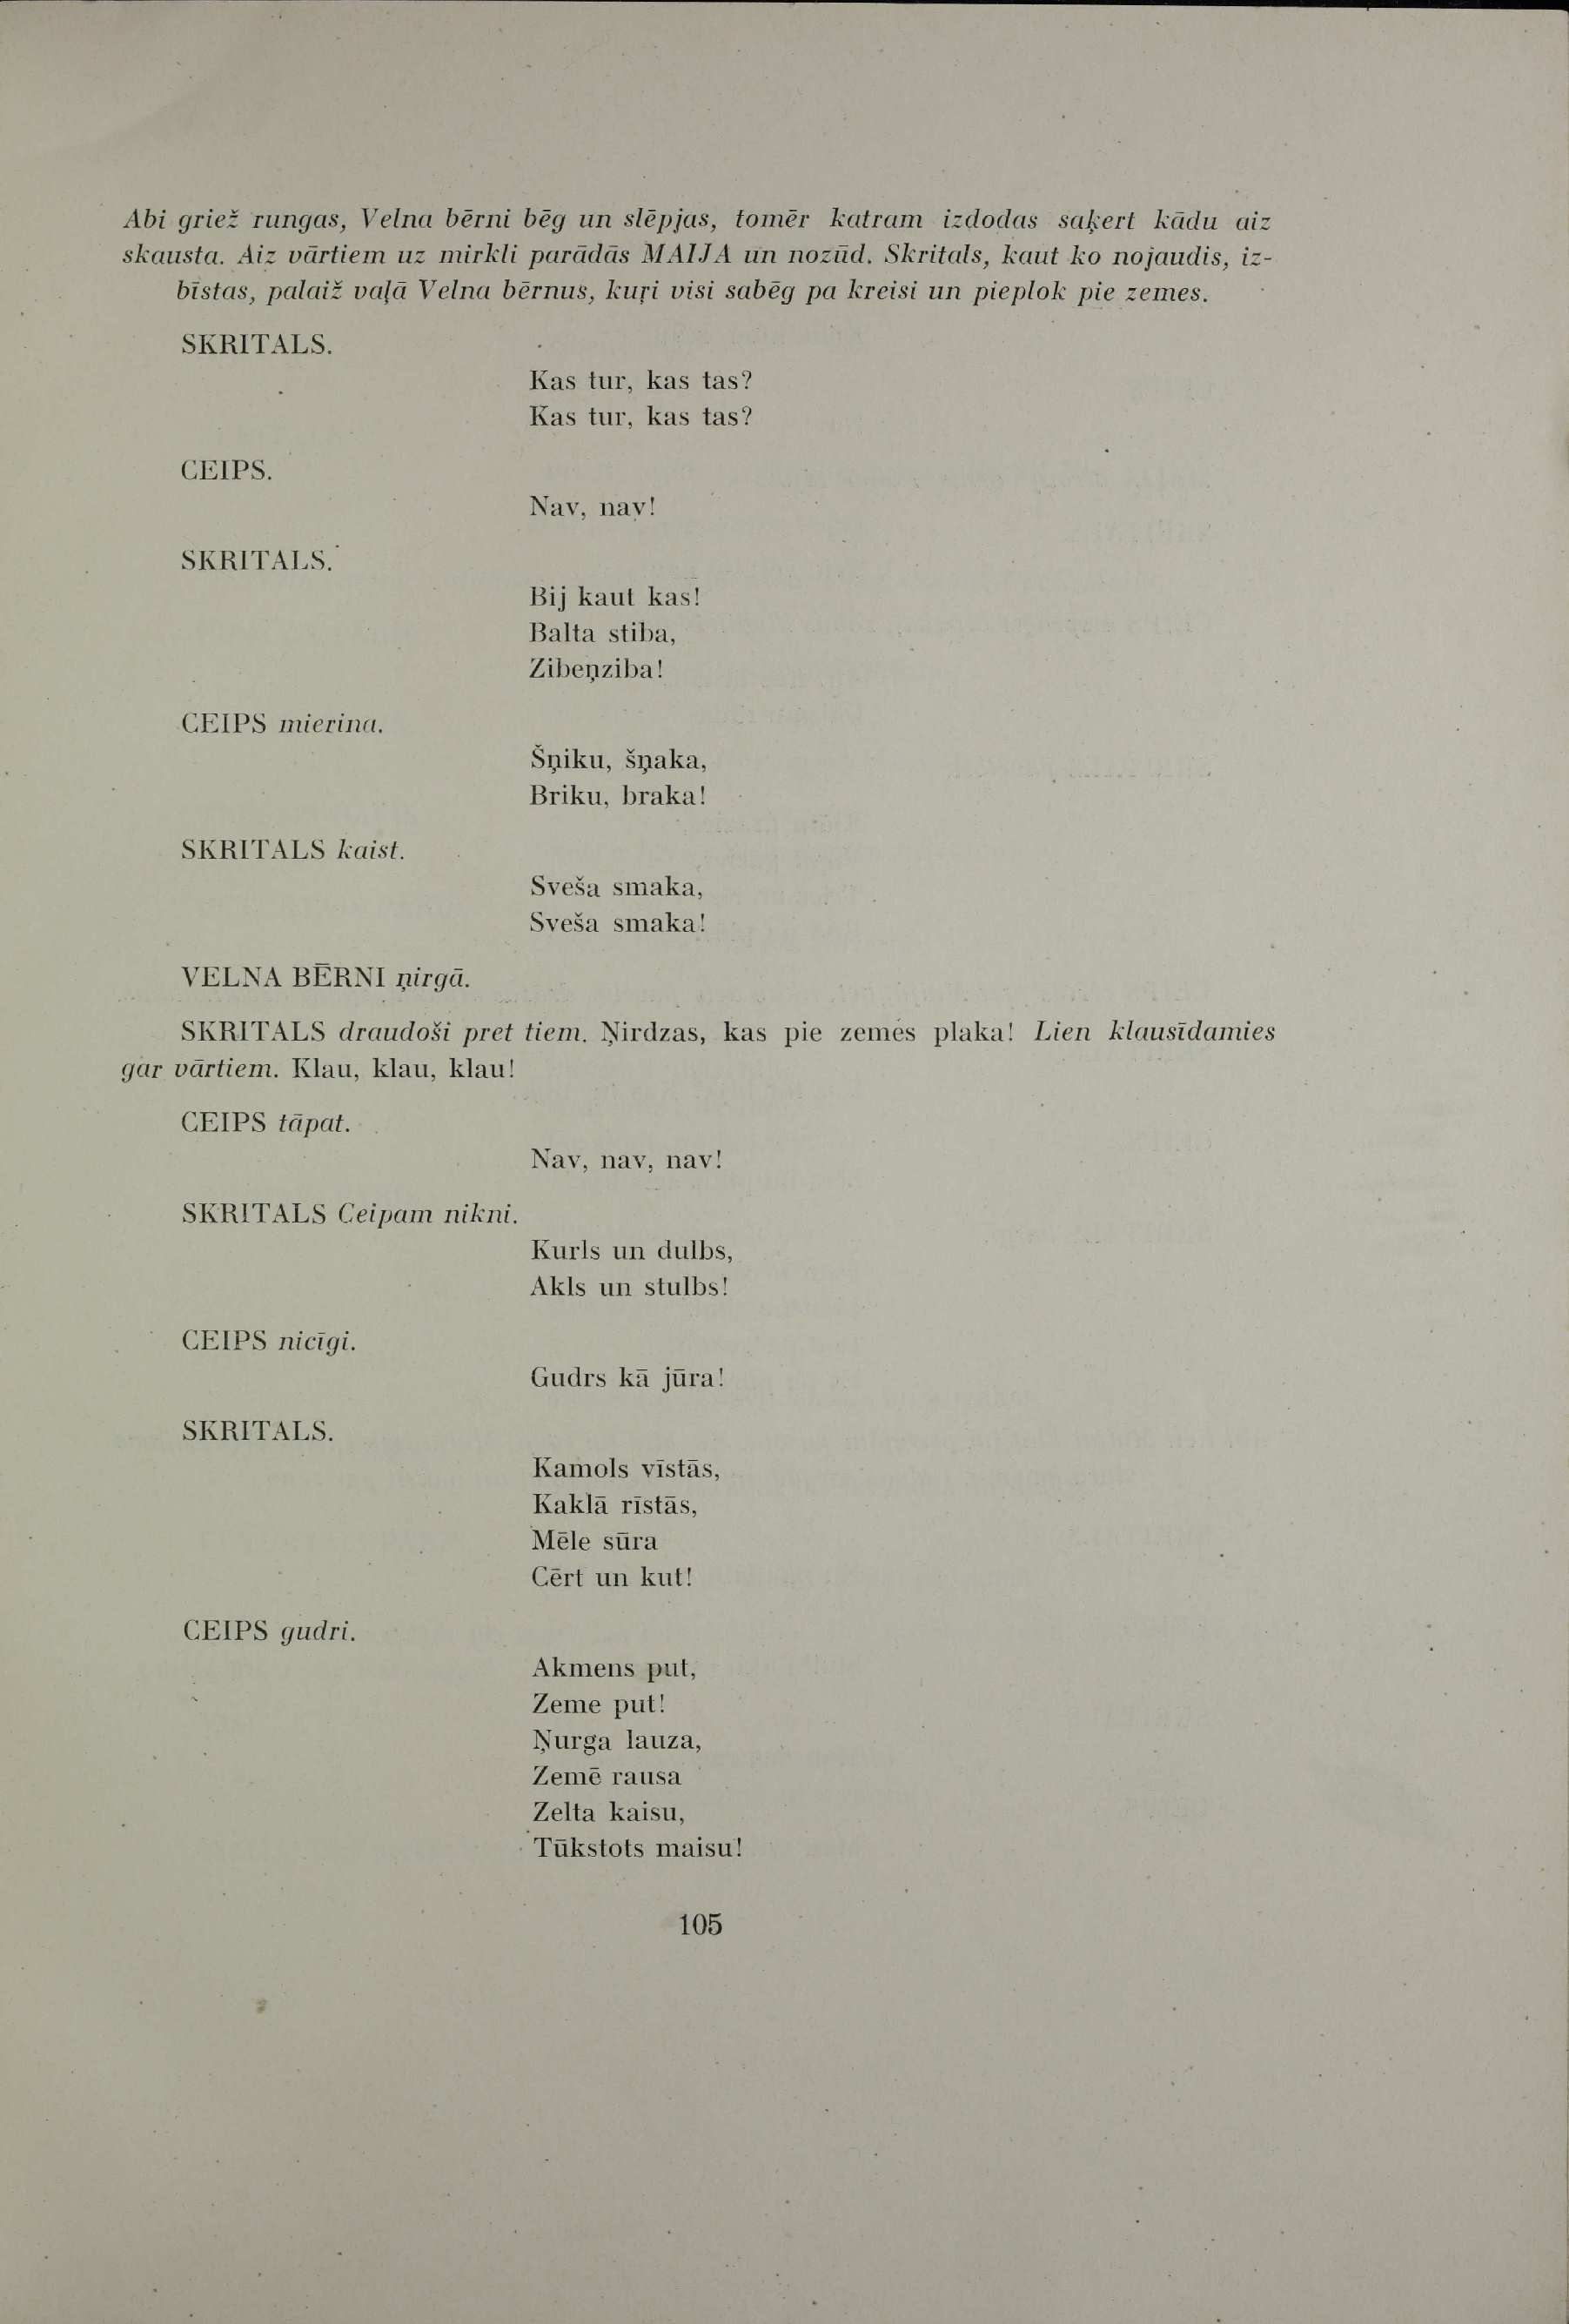 Abi griež rungas, Velna bērni bēg un slēpjas, tomēr katram izdodas saķert kādu aiz
skausta. Aiz vārtiem uz mirkli parādās MAIJA un nozūd. Skritals, kaut ko nojaudis, iz-
bīstas, palaiž vaļā Velna bērnus, kuŗi visi sabēg pa kreisi un pieplok pie zemes.
SKRITALS.
Kas tur, kas tas?
Kas tur, kas tas?
CEIPS.
Nav, nav!
SKRITALS.
Bij kaut kas!
Balta stiba,
Zibeņziba!
CEIPS mierina.
Šņiku, šņaka,
Briku, braka!
SKRITALS kaist.
Sveša smaka,
Sveša smaka!
VELNA BĒRNI ņirgā.
SKRITALS draudoši pret tiem. Ņirdzas, kas pie zemes plaka! Lien klausīdamies
gar vārtiem. Klau, klau, klau!
CEIPS tāpat.
Nav, nav, nav!
SKRITALS Ceipam nikni.
Kurls un dulbs,
Akls un stulbs!
CEIPS nicīgi.
Gudrs kā jūra!
SKRITALS.
Kamols vīstās,
Kaklā rīstās,
Mēle sūra
Cērt un kut!
CEIPS gudri.
Akmens put,
Zeme put!
Ņurga lauza,
Zemē rausa
Zelta kaisu,
Tūkstots maisu!
105